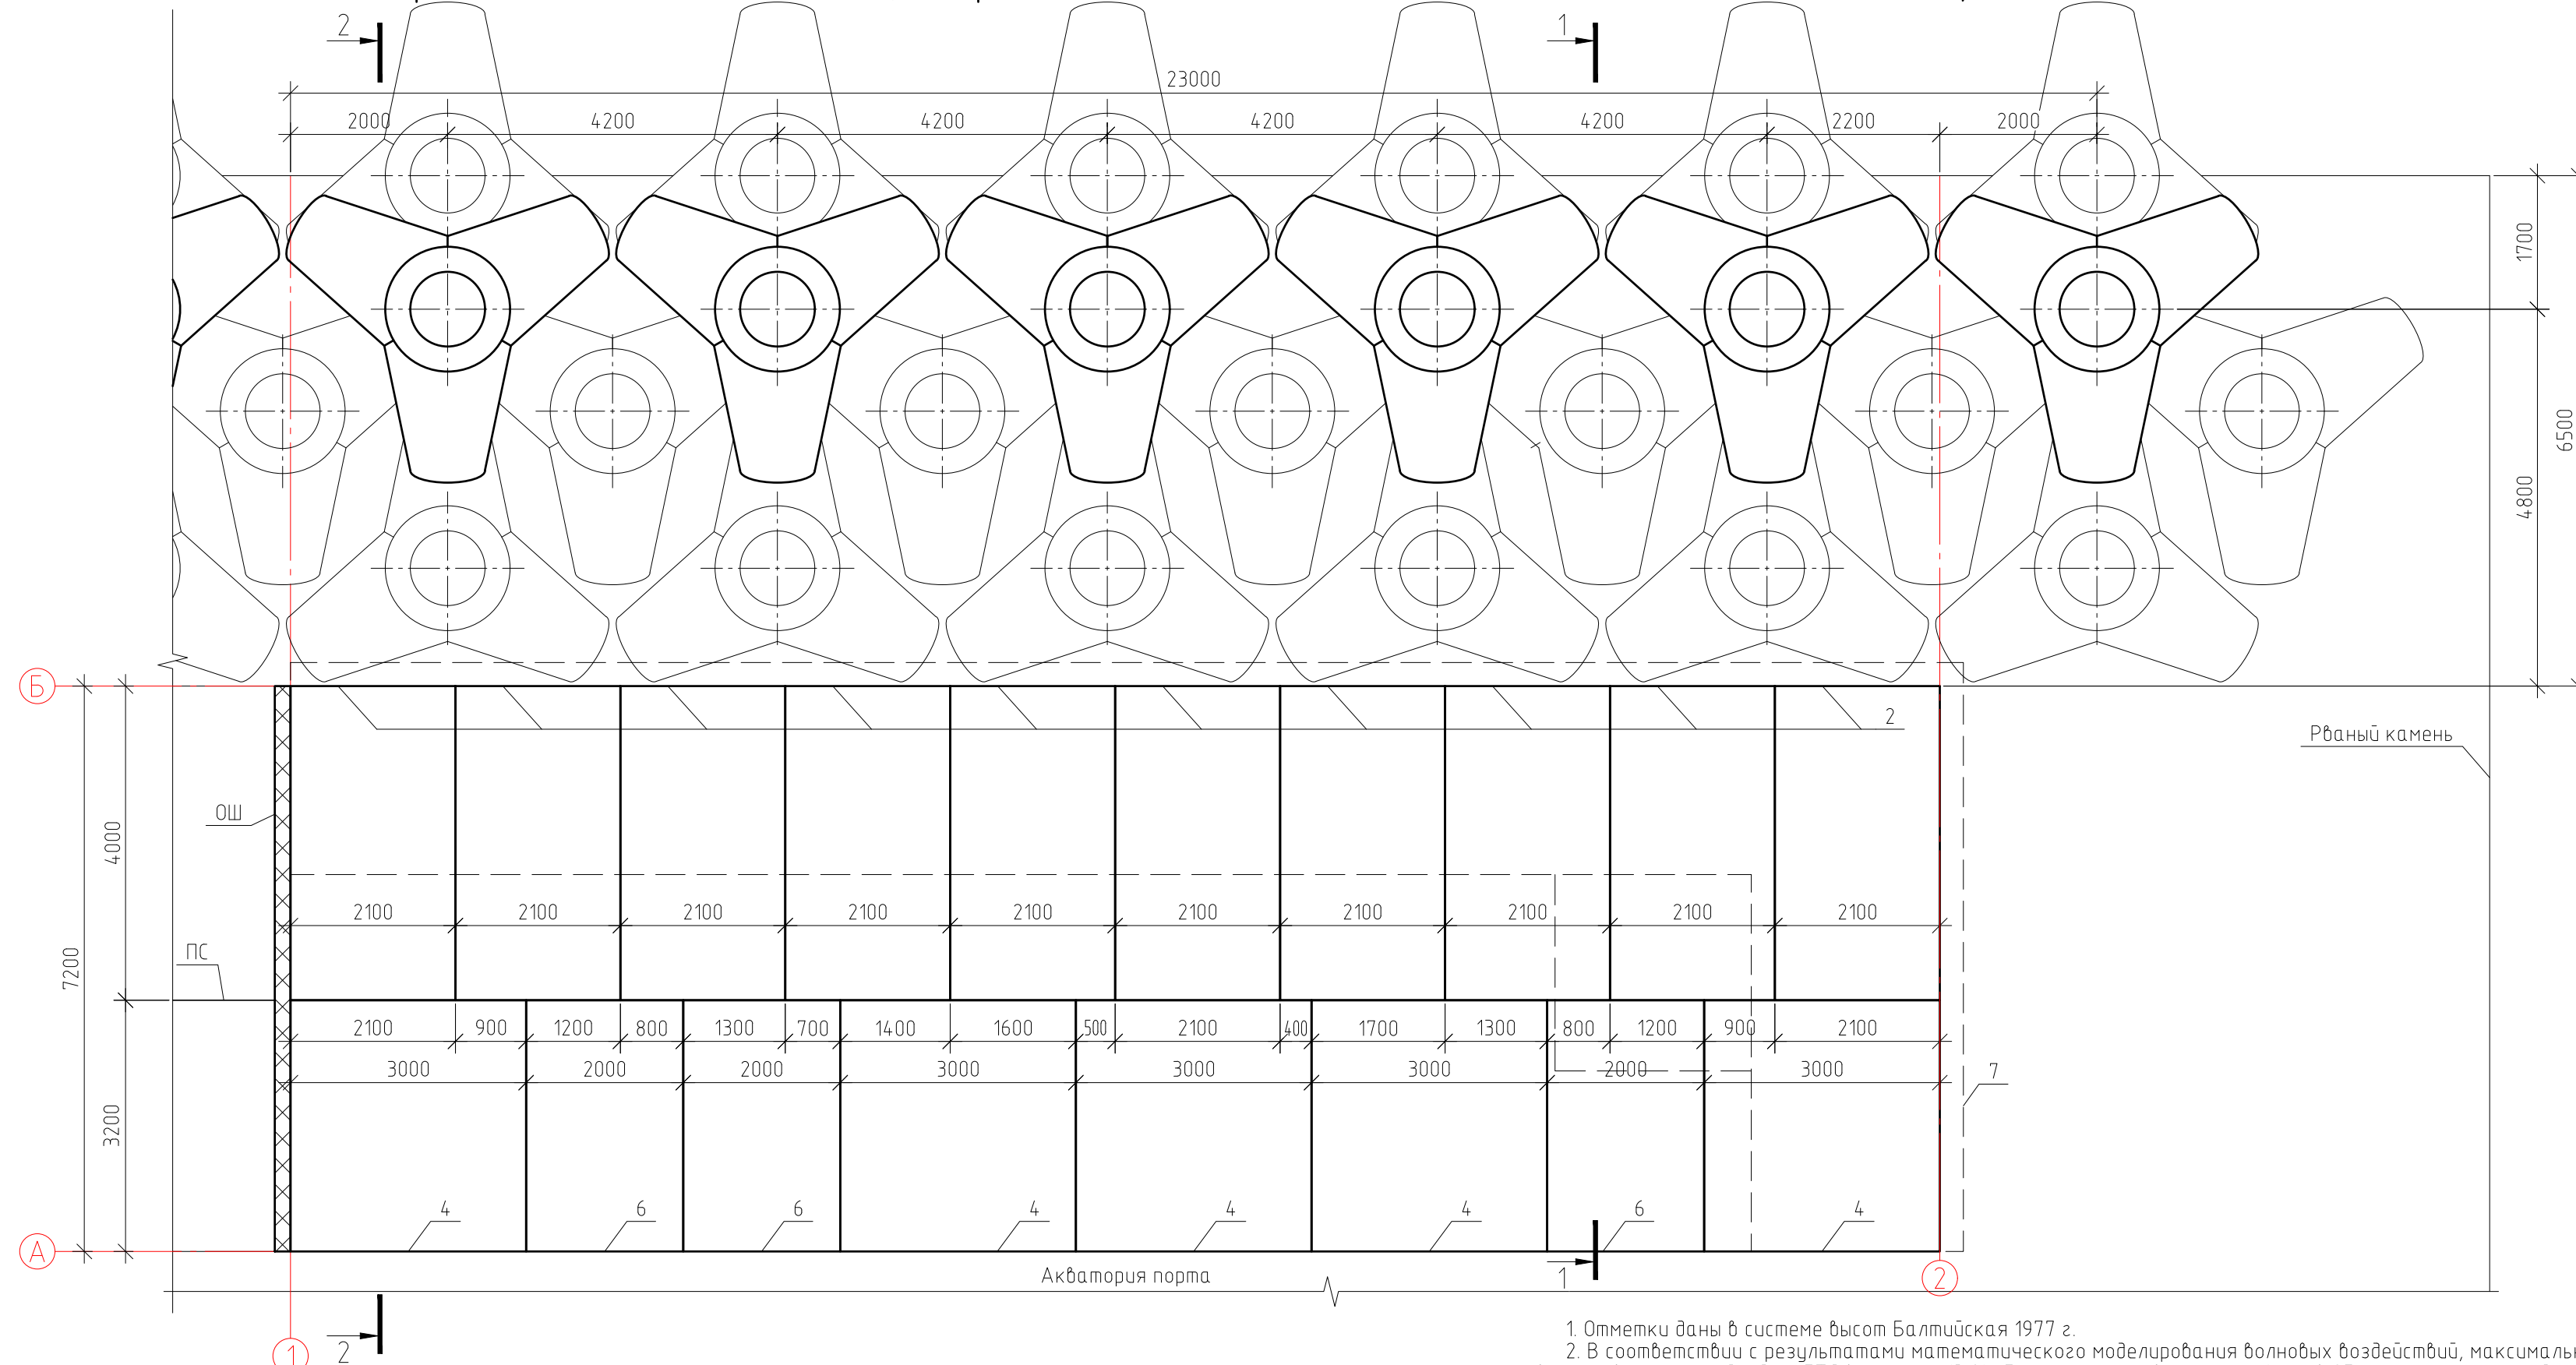 2
1
23000
2000 4200 4200 4200 4200 2200 2000
1700
6500
4800
Б
2
Рваный камень
ОШ
4000
7200
2100 2100 2100 2100 2100 2100 2100 2100 2100 2100
ПС
2100 900 1200 800 1300 700 1400 1600 500 2100 400 1700 1300 800 1200 900 2100
3000 2000 2000 3000 3000 3000 2000 3000
7
3200
4 6 6 4 4 4 6 4
А
Акватория порта
1
2
2
1
1. Отметки даны в системе высот Балтийская 1977 г.
2. В соответствии с результатами математического моделирования волновых воздействий,